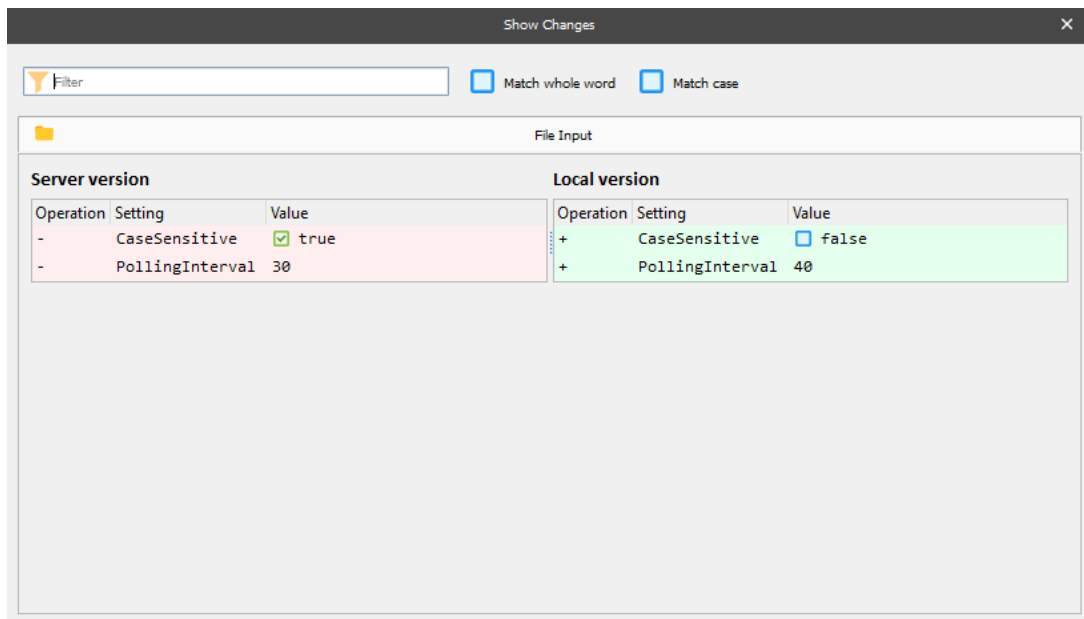 Show Changes
Filter
Match whole word
Match case
File Input
Server version
Operation Setting Value
- CaseSensitive true
- PollingInterval 30
Local version
Operation Setting Value
+ CaseSensitive false
+ PollingInterval 40